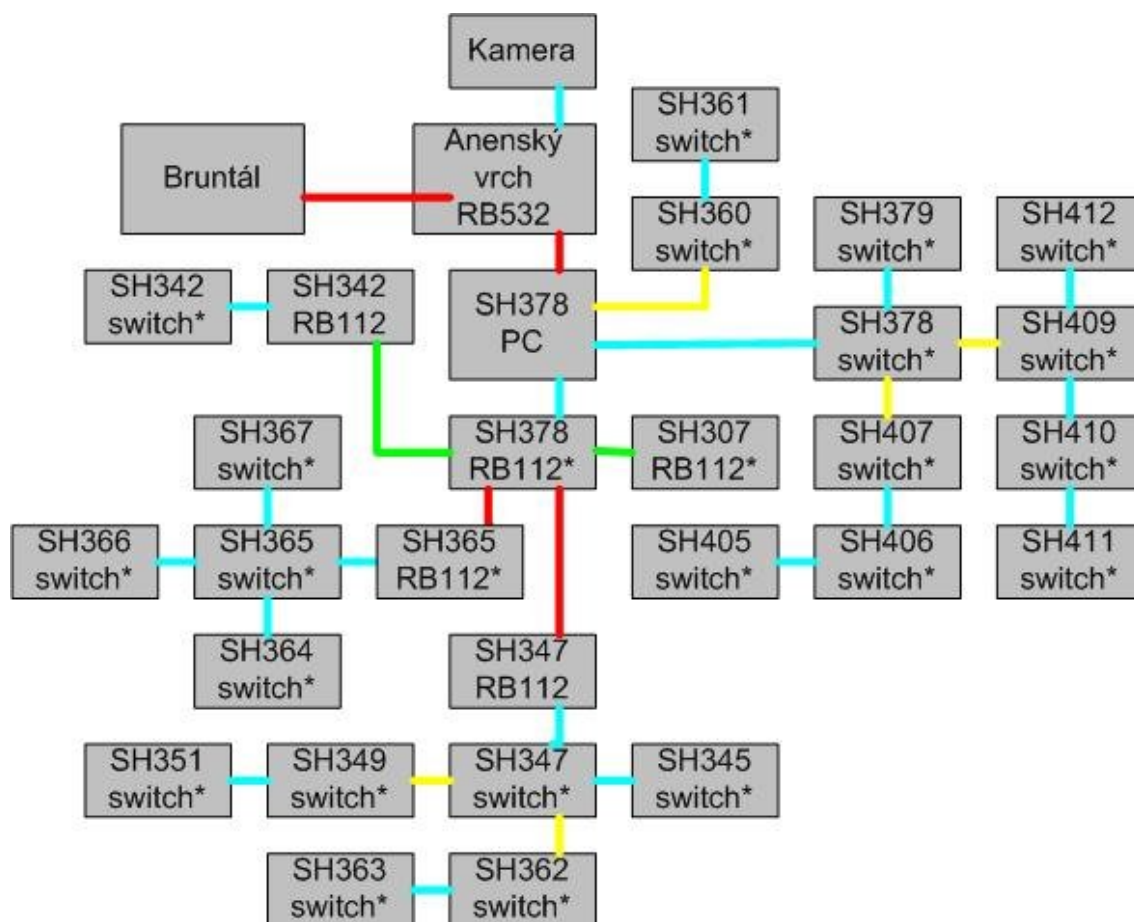 Kamera
SH361
switch*
Bruntál
Anenský
vrch
RB532
SH360
switch*
SH379
switch*
SH412
switch*
SH342
switch*
SH342
RB112
SH378
PC
SH378
switch*
SH409
switch*
SH367
switch*
SH378
RB112*
SH307
RB112*
SH407
switch*
SH410
switch*
SH366
switch*
SH365
switch*
SH365
RB112*
SH405
switch*
SH406
switch*
SH411
switch*
SH364
switch*
SH347
RB112
SH351
switch*
SH349
switch*
SH347
switch*
SH345
switch*
SH363
switch*
SH362
switch*